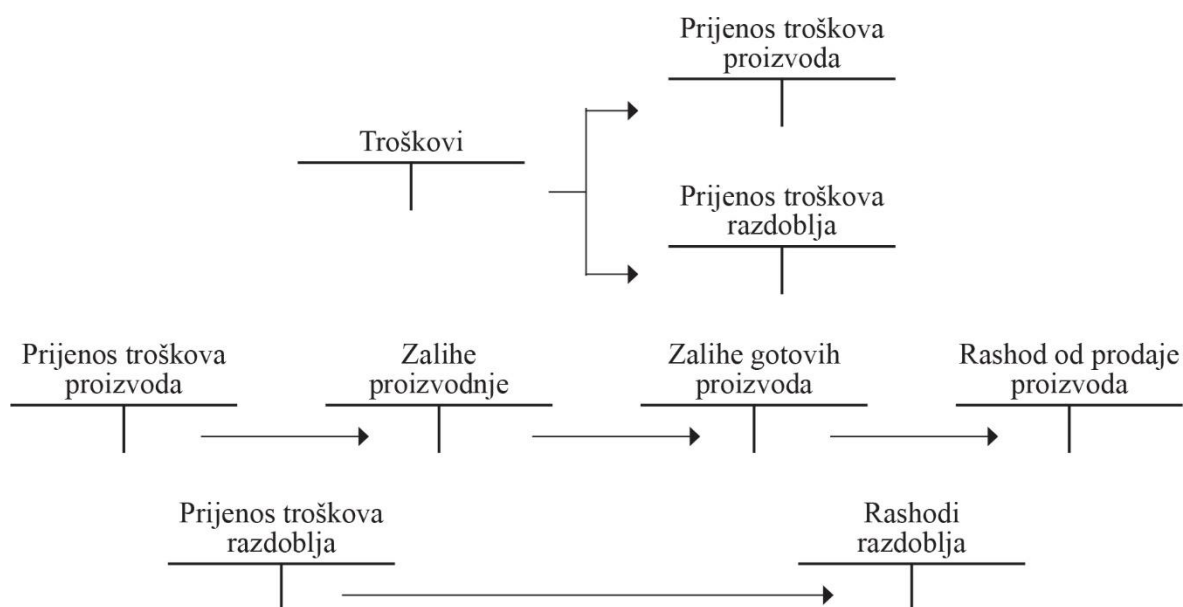 Prijenos troškova
proizvoda
Troškovi
Prijenos troškova
razdoblja
Prijenos troškova
proizvoda
Zalihe
proizvodnje
Zalihe gotovih
proizvoda
Rashod od prodaje
proizvoda
Prijenos troškova
razdoblja
Rashodi
razdoblja